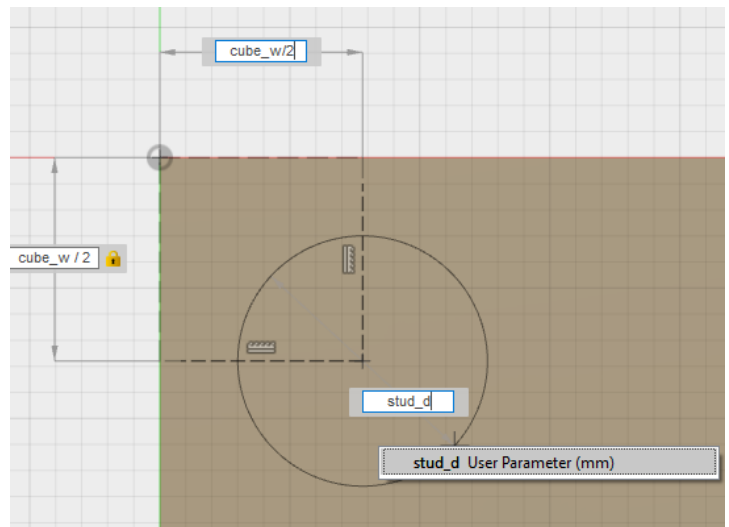 cube_w/2
cube_w / 2
stud_d
stud_d User Parameter (mm)